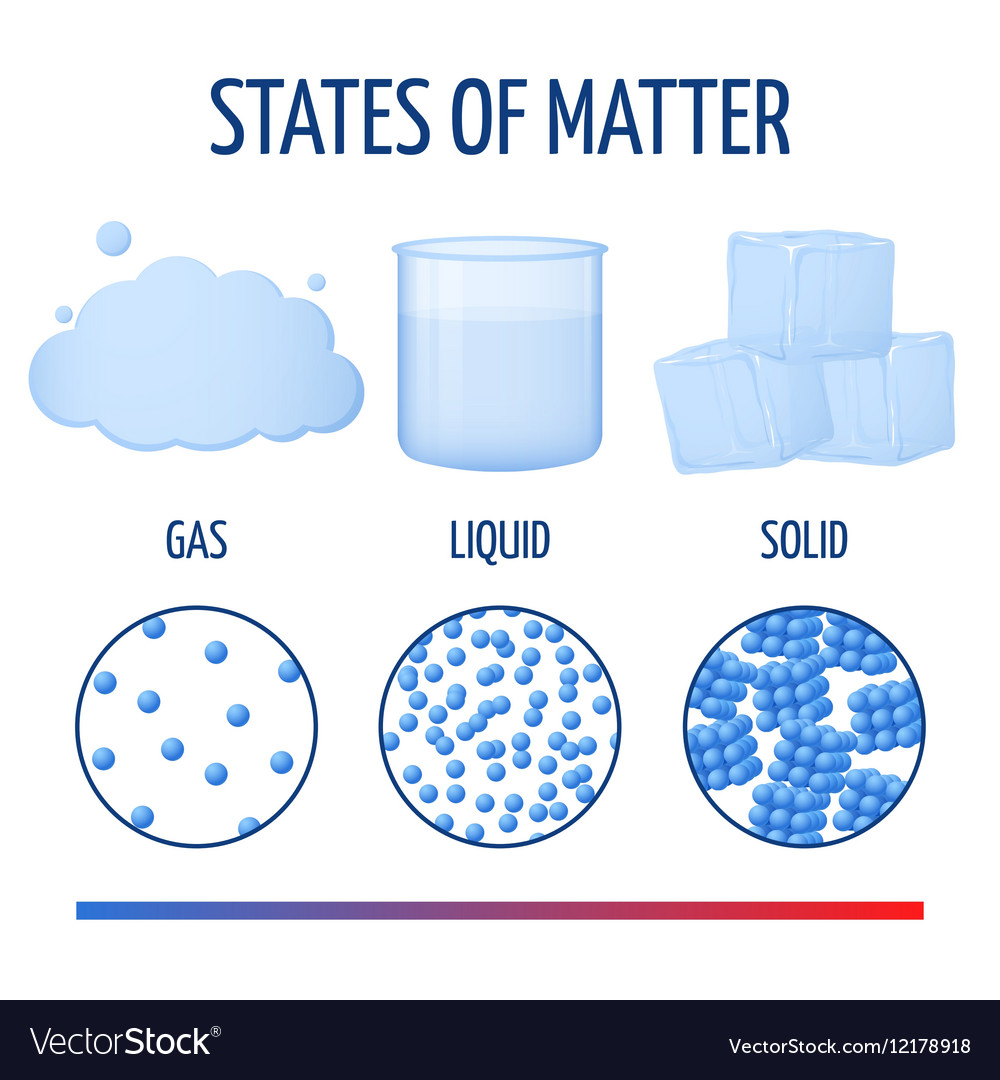 STATES OF MATTER
GAS LIQUID SOLID
VectorStock®
VectorStock.com/12178918